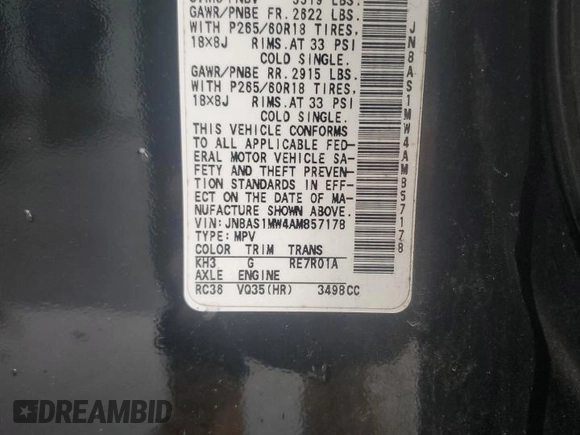 GAWR/PNBE FR. 2822 LBS.
WITH P265/60R18 TIRES,
18X8J RIMS. AT 33 PSI
COLD SINGLE.
GAWR/PNBE RR. 2915 LBS.
WITH P265/60R18 TIRES,
18X8J RIMS. AT 33 PSI
COLD SINGLE.
THIS VEHICLE CONFORMS
TO ALL APPLICABLE FED-
ERAL MOTOR VEHICLE SA-
FETY AND THEFT PREVEN-
TION STANDARDS IN EFF-
ECT ON THE DATE OF MA-
NUFACTURE SHOWN ABOVE.
VIN: JN8AS1MW4AM857178
TYPE: MPV
COLOR TRIM TRANS
KH3 G RE7R01A
AXLE ENGINE
RC38 VQ35(HR) 3498CC
JN8AS1MW4AM857178
DREAMBID